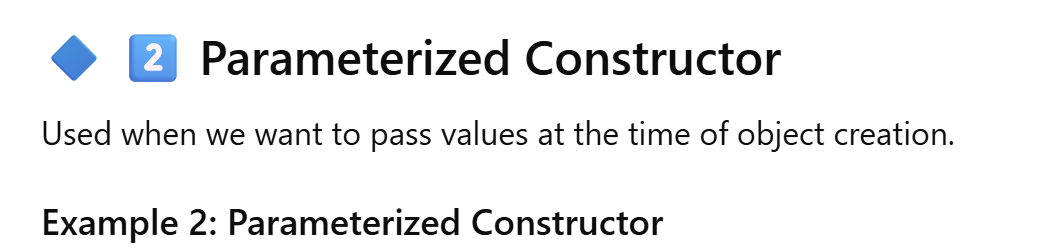 🔷 2️⃣ Parameterized Constructor
Used when we want to pass values at the time of object creation.
Example 2: Parameterized Constructor